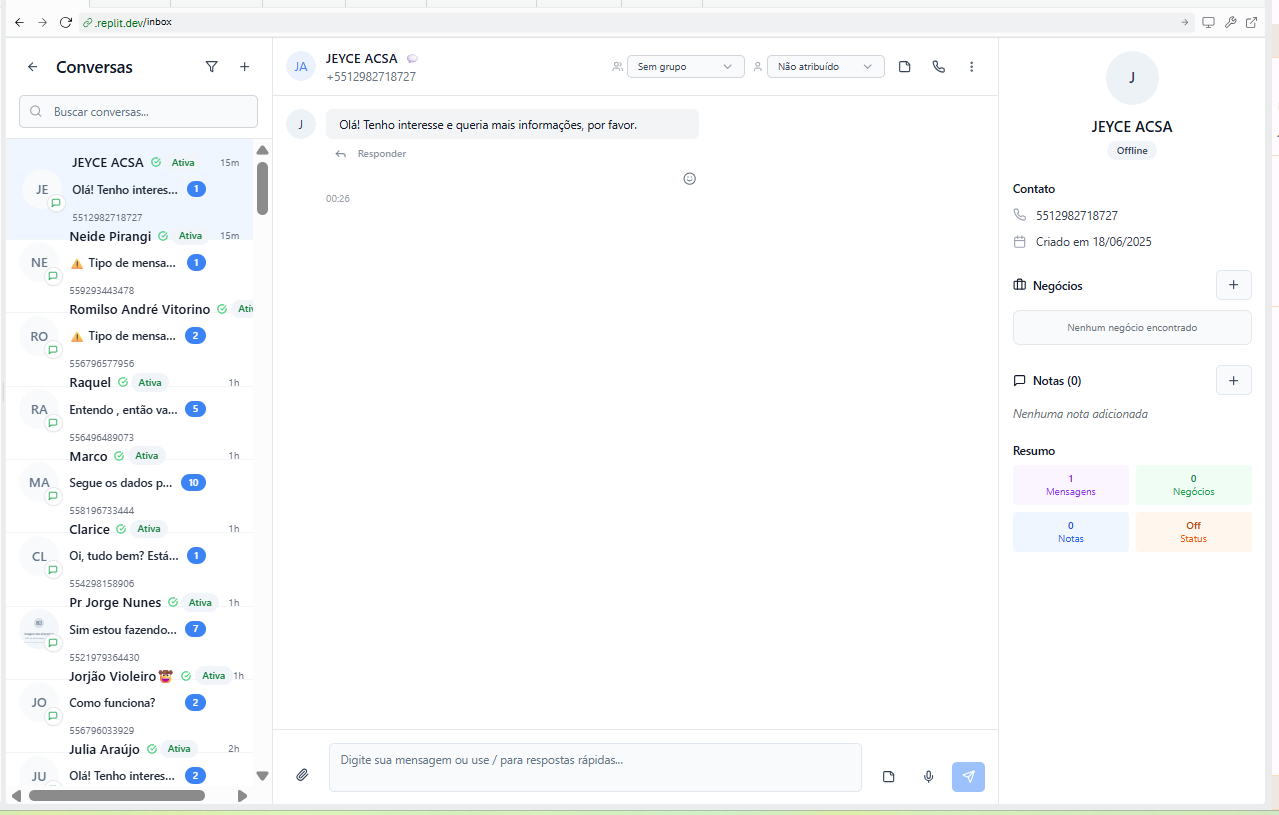 .replit.dev/inbox
Conversas
Buscar conversas...
JEYCE ACSA Ativa 15m
JE
Olá! Tenho interes... 1
5512982718727
Neide Pirangi Ativa 15m
NE
⚠️ Tipo de mensa... 1
559293443478
Romilso André Vitorino Ativ
RO
⚠️ Tipo de mensa... 2
556796577956
Raquel Ativa 1h
RA
Entendo , então va... 5
556496489073
Marco Ativa 1h
MA
Segue os dados p... 10
558196733444
Clarice Ativa 1h
CL
Oi, tudo bem? Está... 1
554298158906
Pr Jorge Nunes Ativa 1h
Sim estou fazendo... 7
5521979364430
Jorjão Violeiro Ativa 1h
JO
Como funciona? 2
556796033929
Julia Araújo Ativa 2h
JU
Olá! Tenho interes... 2
JA
JEYCE ACSA
+5512982718727
Sem grupo
Não atribuído
J
Olá! Tenho interesse e queria mais informações, por favor.
Responder
00:26
Digite sua mensagem ou use / para respostas rápidas...
J
JEYCE ACSA
Offline
Contato
5512982718727
Criado em 18/06/2025
Negócios
Nenhum negócio encontrado
Notas (0)
Nenhuma nota adicionada
Resumo
1
Mensagens
0
Negócios
0
Notas
Off
Status